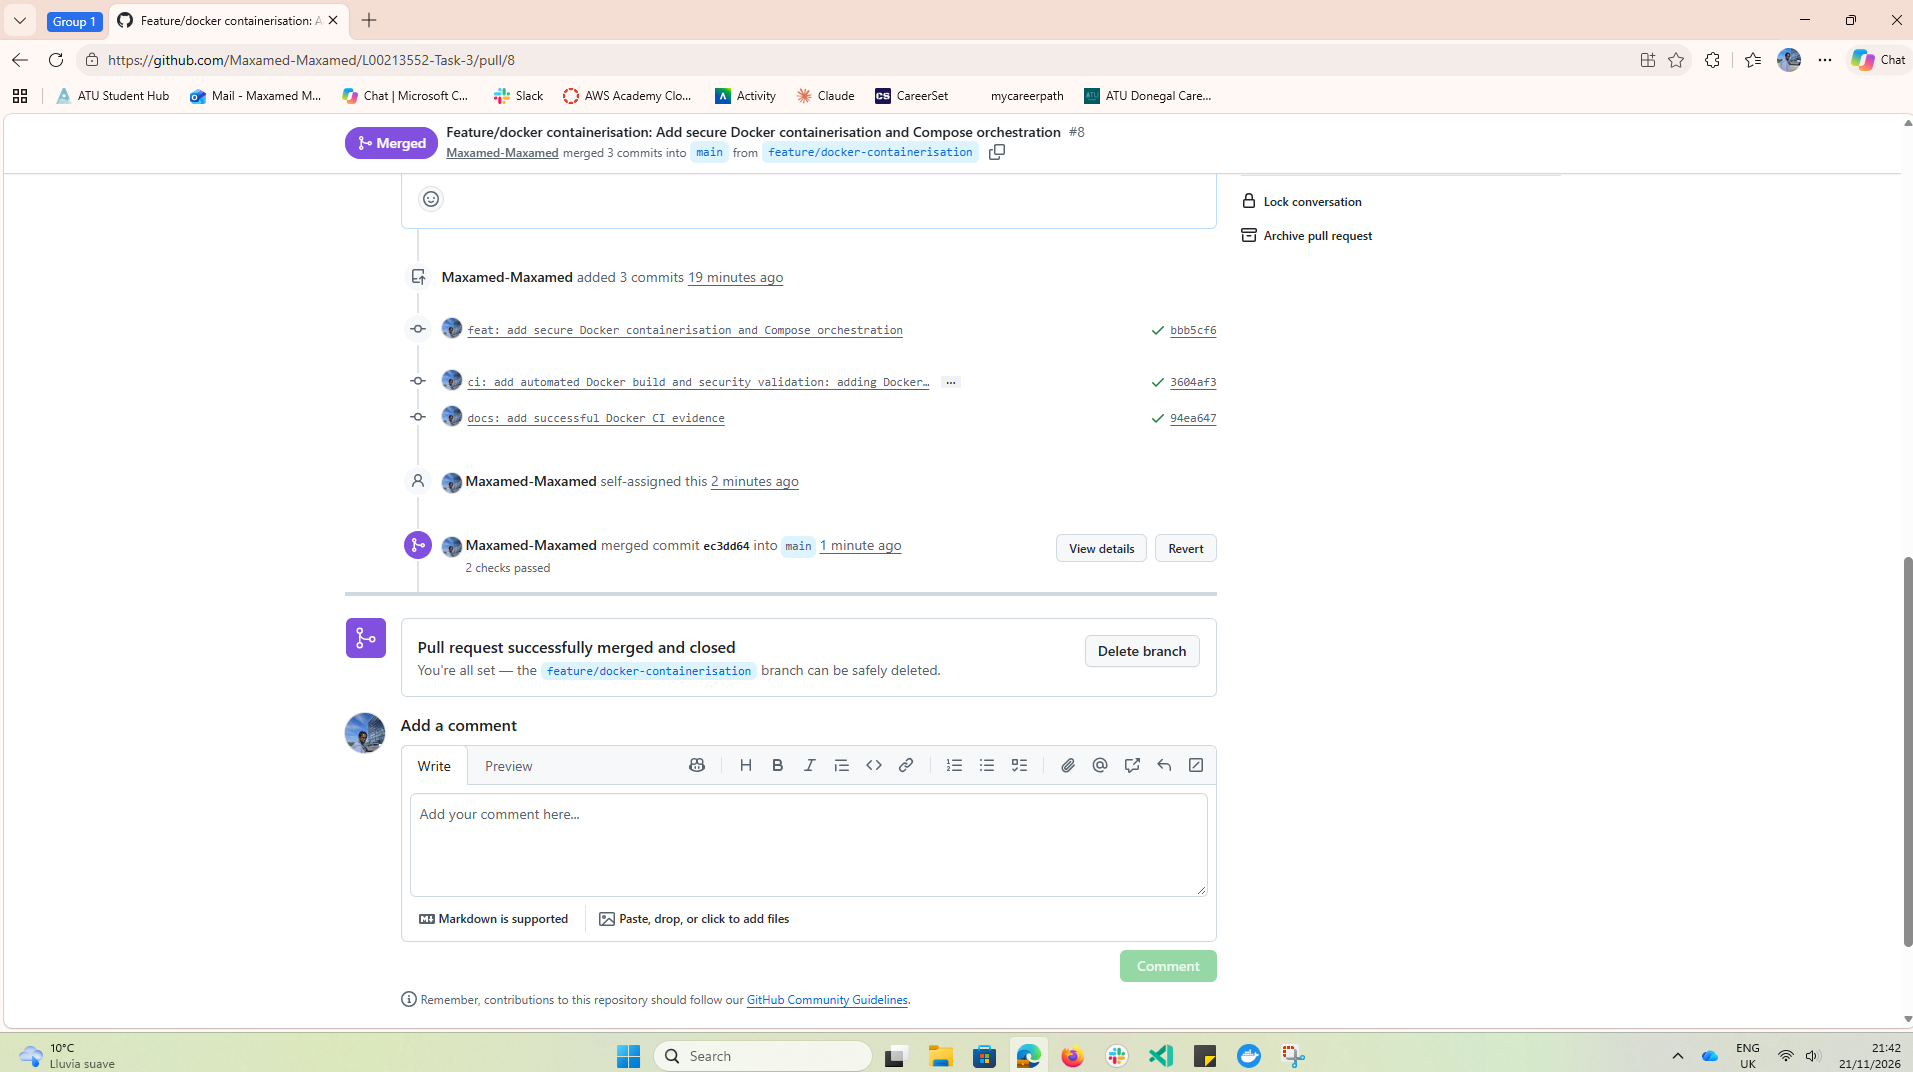 Group 1
Feature/docker containerisation: A
https://github.com/Maxamed-Maxamed/L00213552-Task-3/pull/8
Chat
ATU Student Hub
Mail - Maxamed M...
Chat | Microsoft C...
Slack
AWS Academy Clo...
Activity
Claude
CS
CareerSet
mycareerpath
ATU Donegal Care...
Merged
Feature/docker containerisation: Add secure Docker containerisation and Compose orchestration #8
Maxamed-Maxamed merged 3 commits into main from feature/docker-containerisation
Lock conversation
Archive pull request
Maxamed-Maxamed added 3 commits 19 minutes ago
feat: add secure Docker containerisation and Compose orchestration
bbb5cf6
ci: add automated Docker build and security validation: adding Docker…
...
3604af3
docs: add successful Docker CI evidence
94ea647
Maxamed-Maxamed self-assigned this 2 minutes ago
Maxamed-Maxamed merged commit ec3dd64 into main 1 minute ago
2 checks passed
View details
Revert
Pull request successfully merged and closed
You're all set — the feature/docker-containerisation branch can be safely deleted.
Delete branch
Add a comment
Write
Preview
Add your comment here...
Markdown is supported
Paste, drop, or click to add files
Comment
Remember, contributions to this repository should follow our GitHub Community Guidelines.
10°C
Lluvia suave
Search
ENG
UK
21:42
21/11/2026